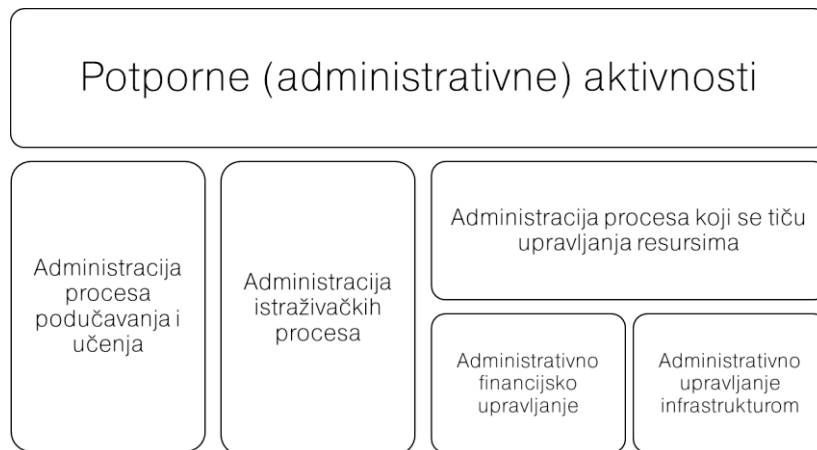 Potporne (administrativne) aktivnosti
Administracija
procesa
podučavanja i
učenja
Administracija
istraživačkih
procesa
Administracija procesa koji se tiču
upravljanja resursima
Administrativno
financijsko
upravljanje
Administrativno
upravljanje
infrastrukturom